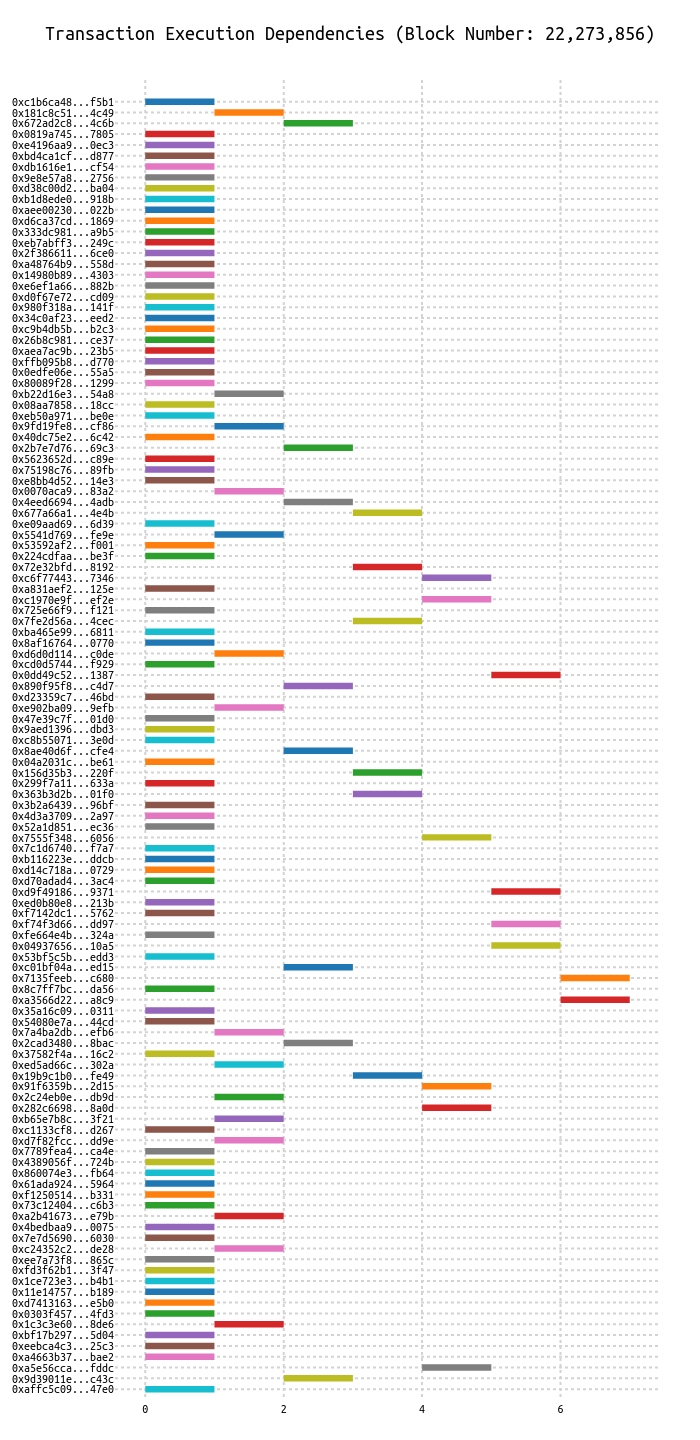 Transaction Execution Dependencies (Block Number: 22,273,856)
0xc1b6ca48...f5b1
0x181c8c51...4c49
0x672ad2c8...4c6b
0x0819a745...7805
0xe4196aa9...0ec3
0xbd4ca1cf...d877
0xdb1616e1...cf54
0x9e8e57a8...2756
0xd38c00d2...ba04
0xb1d8ede0...918b
0xaee00230...022b
0xd6ca37cd...1869
0x333dc981...a9b5
0xeb7abff3...249c
0x2f386611...6ce0
0xa48764b9...558d
0x14980b89...4303
0xe6ef1a66...882b
0xd0f67e72...cd09
0x980f318a...141f
0x34c0af23...eed2
0xc9b4db5b...b2c3
0x26b8c981...ce37
0xaea7ac9b...23b5
0xffb095b8...d770
0x0edfe06e...55a5
0x80089f28...1299
0xb22d16e3...54a8
0x08aa7858...18cc
0xeb50a971...be0e
0x9fd19fe8...cf86
0x40dc75e2...6c42
0x2b7e7d76...69c3
0x5623652d...c89e
0x75198c76...89fb
0xe8bb4d52...14e3
0x0070aca9...83a2
0x4eed6694...4adb
0x677a66a1...4e4b
0xe09aad69...6d39
0x5541d769...fe9e
0x53592af2...f001
0x224cdfaa...be3f
0x72e32bfd...8192
0xc6f77443...7346
0xa831aef2...125e
0xc1970e9f...ef2e
0x725e66f9...f121
0x7fe2d56a...4cec
0xba465e99...6811
0x8af16764...0770
0xd6d0d114...c0de
0xcd0d5744...f929
0x0dd49c52...1387
0x890f95f8...c4d7
0xd23359c7...46bd
0xe902ba09...9efb
0x47e39c7f...01d0
0x9aed1396...dbd3
0xc8b55071...3e0d
0x8ae40d6f...cfe4
0x04a2031c...be61
0x156d35b3...220f
0x299f7a11...633a
0x363b3d2b...01f0
0x3b2a6439...96bf
0x4d3a3709...2a97
0x52a1d851...ec36
0x7555f348...6056
0x7c1d6740...f7a7
0xb116223e...ddcb
0xd14c718a...0729
0xd70adad4...3ac4
0xd9f49186...9371
0xed0b80e8...213b
0xf7142dc1...5762
0xf74f3d66...dd97
0xfe664e4b...324a
0x04937656...10a5
0x53bf5c5b...edd3
0xc01bf04a...ed15
0x7135feeb...c680
0x8c7ff7bc...da56
0xa3566d22...a8c9
0x35a16c09...0311
0x54080e7a...44cd
0x7a4ba2db...efb6
0x2cad3480...8bac
0x37582f4a...16c2
0xed5ad66c...302a
0x19b9c1b0...fe49
0x91f6359b...2d15
0x2c24eb0e...db9d
0x282c6698...8a0d
0xb65e7b8c...3f21
0xc1133cf8...d267
0xd7f82fcc...dd9e
0x7789fea4...ca4e
0x4389056f...724b
0x860074e3...fb64
0x61ada924...5964
0xf1250514...b331
0x73c12404...c6b3
0xa2b41673...e79b
0x4bedbaa9...0075
0x7e7d5690...6030
0xc24352c2...de28
0xee7a73f8...865c
0xfd3f62b1...3f47
0x1ce723e3...b4b1
0x11e14757...b189
0xd7413163...e5b0
0x0303f457...4fd3
0x1c3c3e60...8de6
0xbf17b297...5d04
0xeebca4c3...25c3
0xa4663b37...bae2
0xa5e56cca...fddc
0x9d39011e...c43c
0xaffc5c09...47e0
0 2 4 6